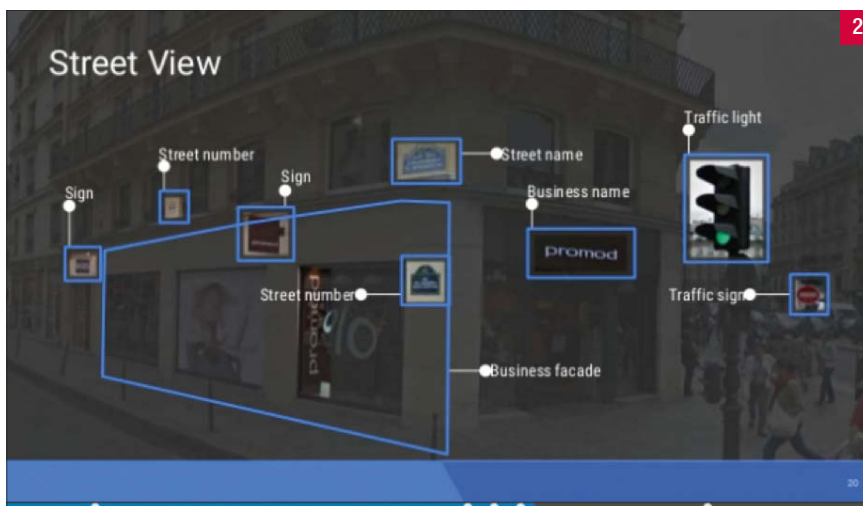 2
Street View
Traffic light
Street number
Street name
Sign
Sign
Business name
promod
Street number
promod
Traffic sign
Business facade
20